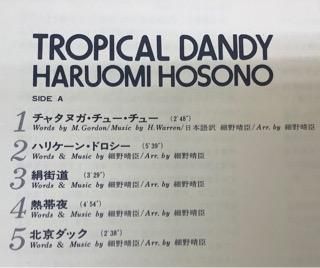 TROPICAL DANDY
HARUOMI HOSONO
SIDE A
1 チャタヌガ・チュー・チュー (2'48")
Words by M.Gordon/Music by H.Warren/日本語訳 細野晴臣/Arr. by 細野晴臣
2 ハリケーン・ドロシー (5'39")
Words & Music by 細野晴臣/Arr. by 細野晴臣
3 絹街道 (3'29")
Words & Music by 細野晴臣/Arr. by 細野晴臣
4 熱帯夜 (4'54")
Words & Music by 細野晴臣/Arr. by 細野晴臣
5 北京ダック (2'38")
Words & Music by 細野晴臣/Arr. by 細野晴臣